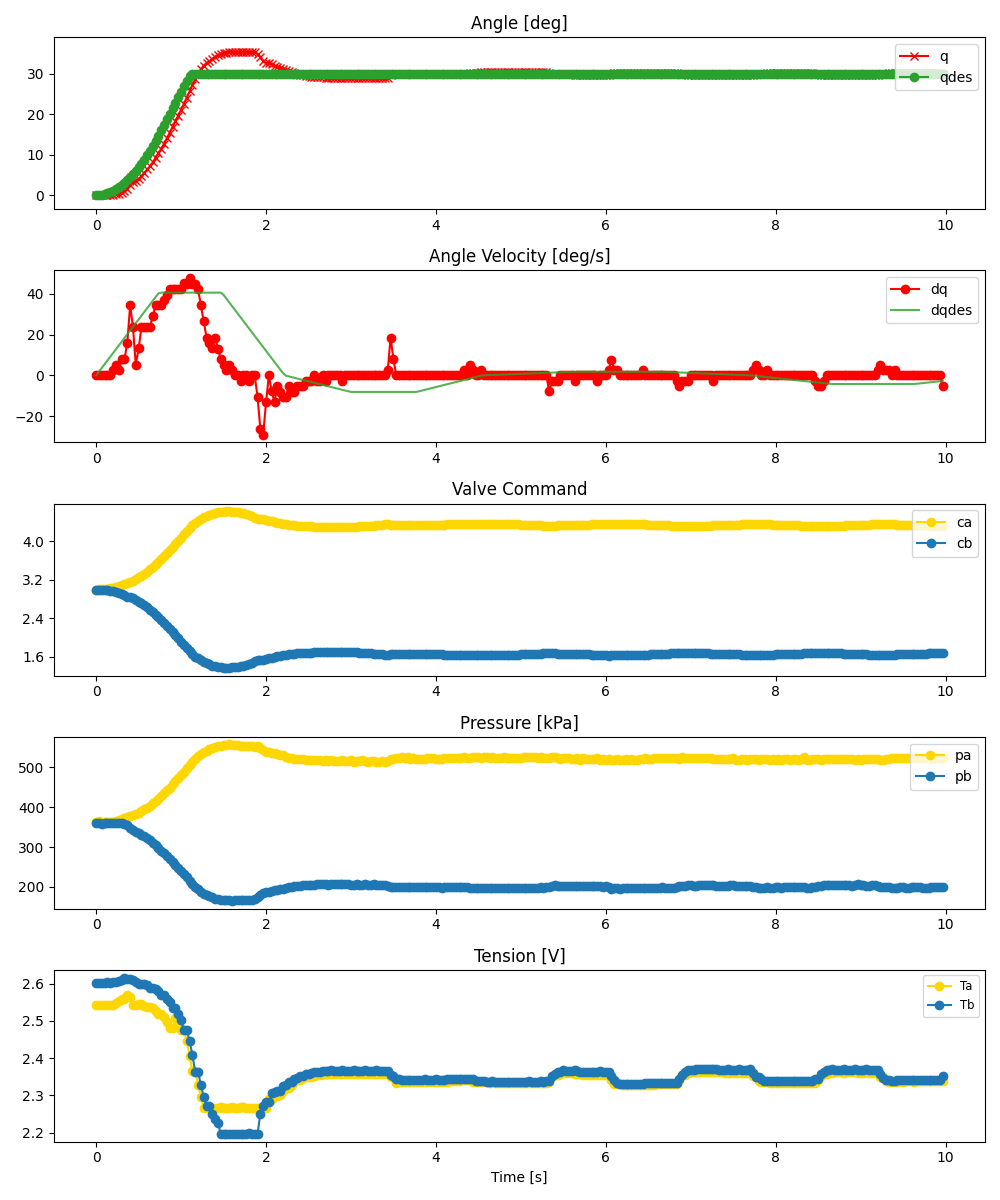 Angle [deg]
30
20
10
0
q
qdes
0 2 4 6 8 10
Angle Velocity [deg/s]
40
20
0
−20
dq
dqdes
0 2 4 6 8 10
Valve Command
4.0
3.2
2.4
1.6
ca
cb
0 2 4 6 8 10
Pressure [kPa]
500
400
300
200
pa
pb
0 2 4 6 8 10
Tension [V]
2.6
2.5
2.4
2.3
2.2
Ta
Tb
0 2 4 6 8 10
Time [s]